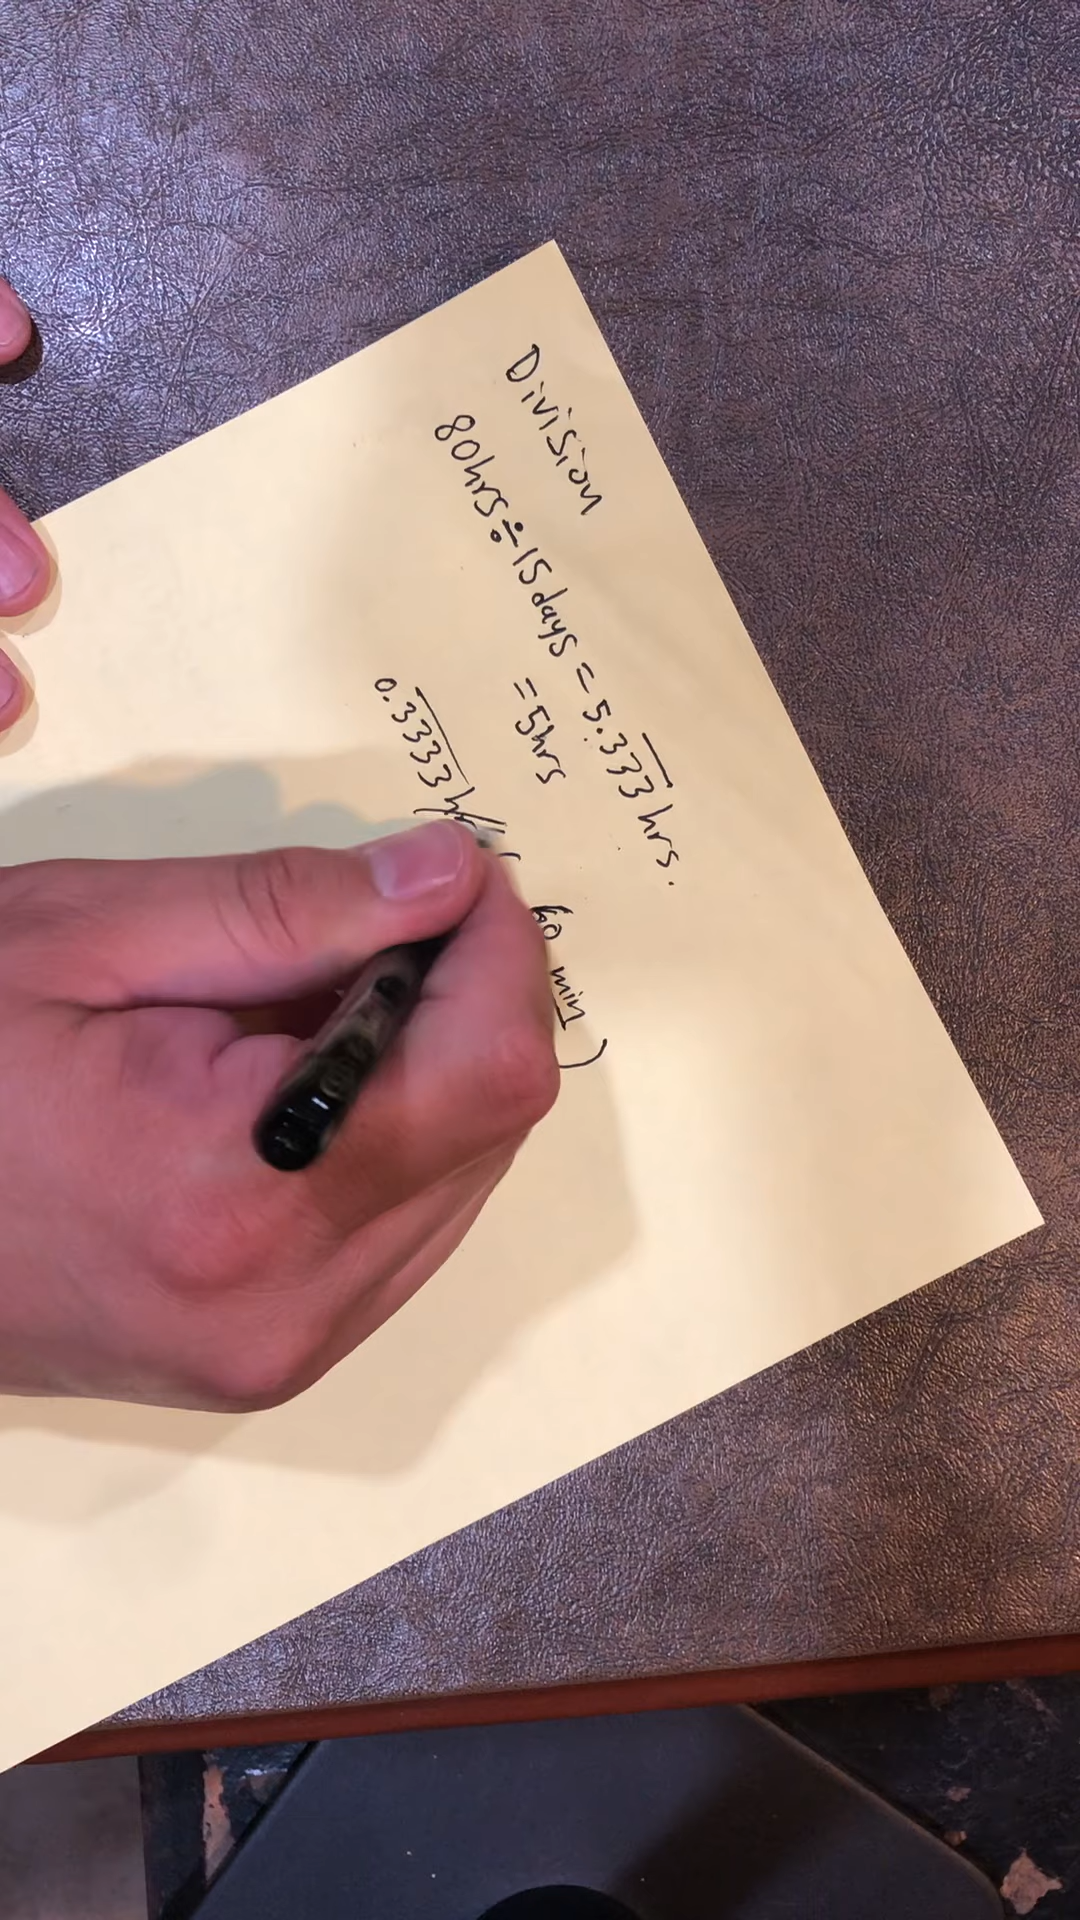 Division
80hrs ÷ 15 days = 5.333 hrs.
= 5hrs
0.3333 60 min )